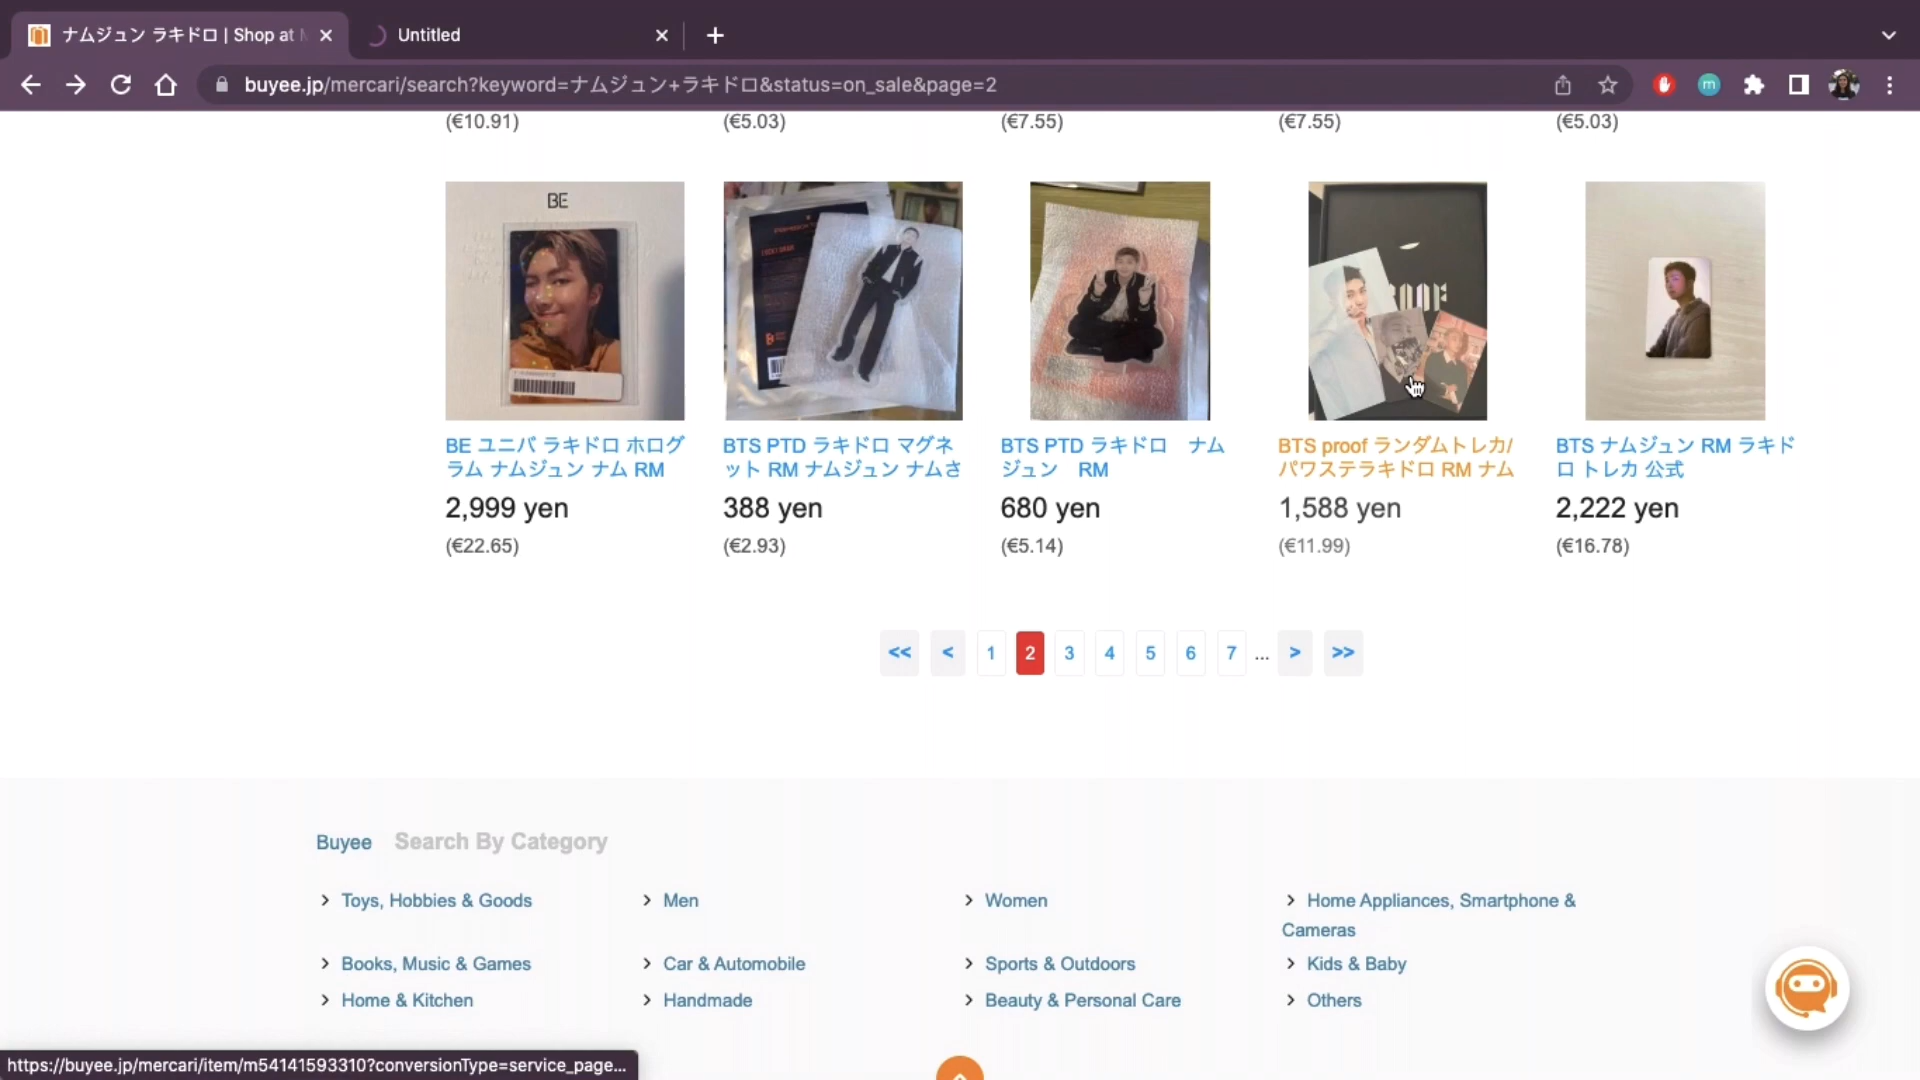 ナムジュン ラキドロ | Shop at M
Untitled
buyee.jp/mercari/search?keyword=ナムジュン+ラキドロ&status=on_sale&page=2
m
(€10.91)
(€5.03)
(€7.55)
(€7.55)
(€5.03)
BE
BE ユニバ ラキドロ ホログ
ラム ナムジュン ナム RM
2,999 yen
(€22.65)
BTS PTD ラキドロ マグネ
ット RM ナムジュン ナムさ
388 yen
(€2.93)
BTS PTD ラキドロ　ナム
ジュン　RM
680 yen
(€5.14)
BTS proof ランダムトレカ/
パワステラキドロ RM ナム
1,588 yen
(€11.99)
BTS ナムジュン RM ラキド
ロ トレカ 公式
2,222 yen
(€16.78)
<< < 1 2 3 4 5 6 7 ... > >>
Buyee Search By Category
Toys, Hobbies & Goods
Men
Women
Home Appliances, Smartphone &
Cameras
Books, Music & Games
Car & Automobile
Sports & Outdoors
Kids & Baby
Home & Kitchen
Handmade
Beauty & Personal Care
Others
https://buyee.jp/mercari/item/m54141593310?conversionType=service_page...